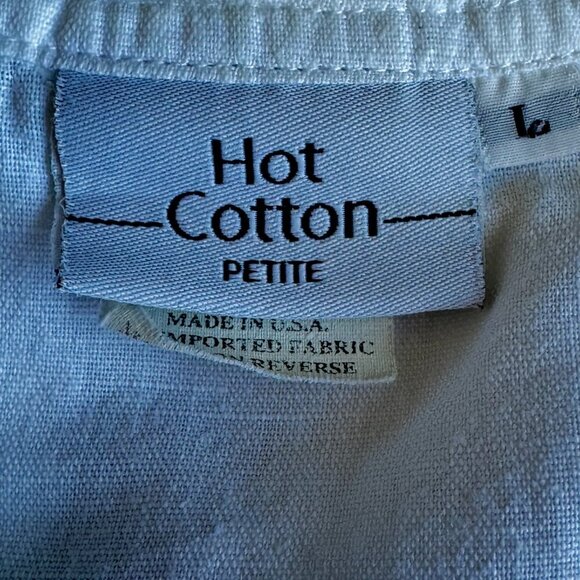 Hot
Cotton
PETITE
L
MADE IN U.S.A.
IMPORTED FABRIC
REVERSE